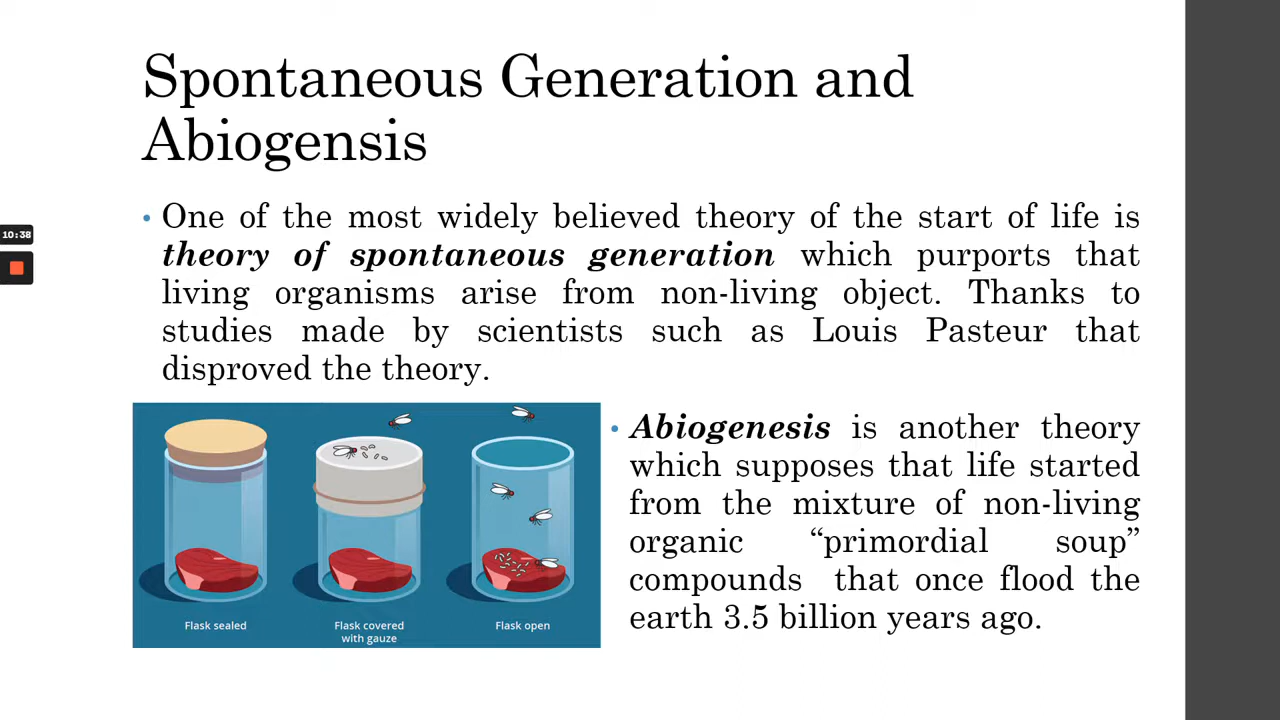 Spontaneous Generation and
Abiogensis
10:38
• One of the most widely believed theory of the start of life is
theory of spontaneous generation which purports that
living organisms arise from non-living object. Thanks to
studies made by scientists such as Louis Pasteur that
disproved the theory.
Flask sealed
Flask covered
with gauze
Flask open
• Abiogenesis is another theory
which supposes that life started
from the mixture of non-living
organic “primordial soup”
compounds that once flood the
earth 3.5 billion years ago.